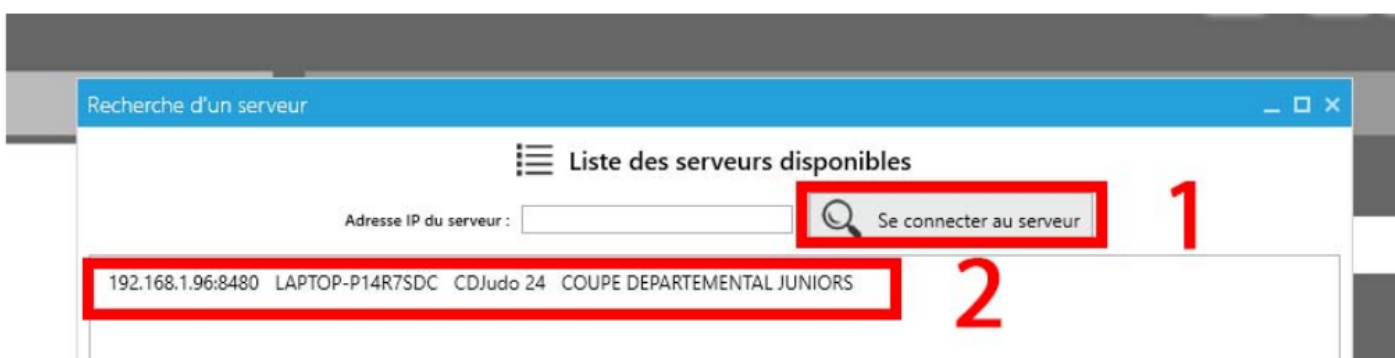 Recherche d'un serveur
Liste des serveurs disponibles
Adresse IP du serveur :
Se connecter au serveur
1
192.168.1.96:8480 LAPTOP-P14R7SDC CDJudo 24 COUPE DEPARTEMENTAL JUNIORS
2